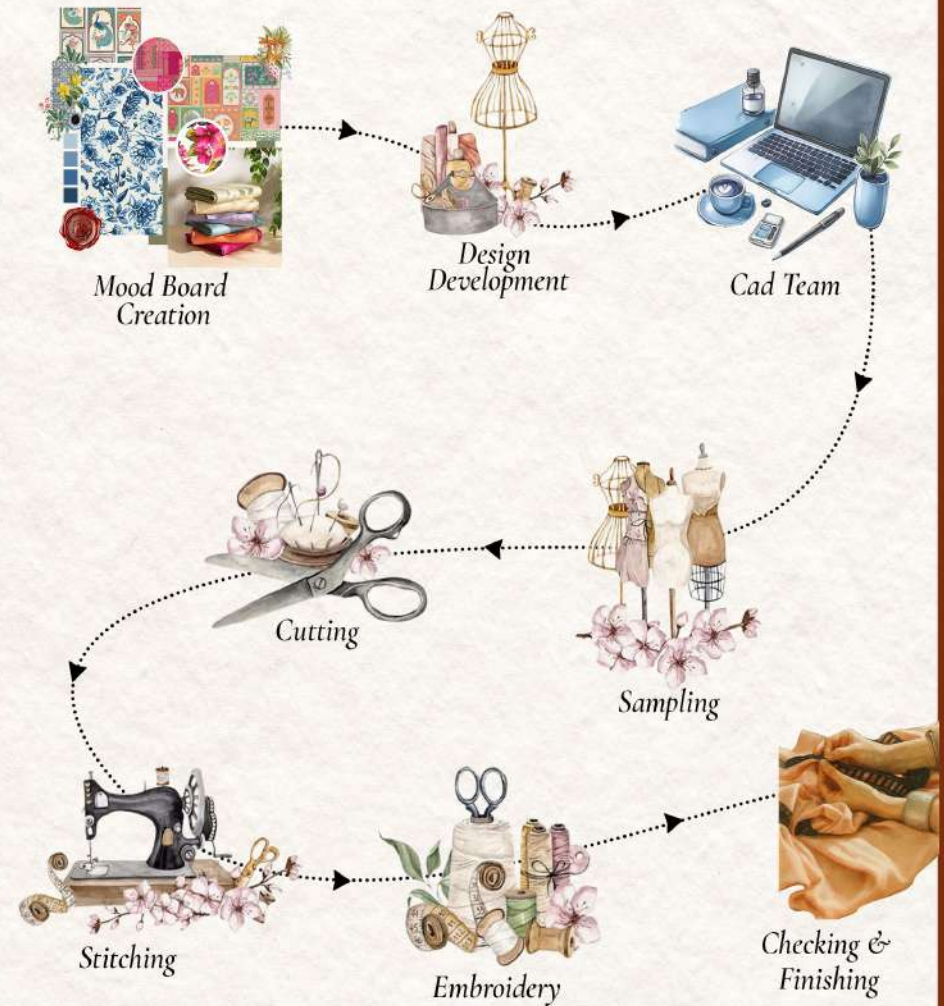 Mood Board
Creation
Design
Development
Cad Team
Sampling
Cutting
Stitching
Embroidery
Checking &
Finishing